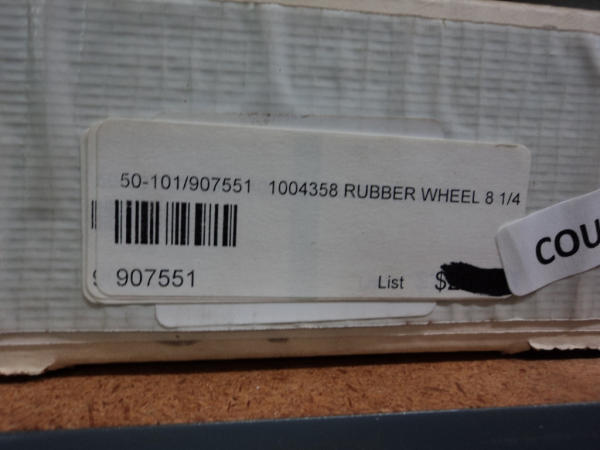 50-101/907551 1004358 RUBBER WHEEL 8 1/4
907551 List $
COU